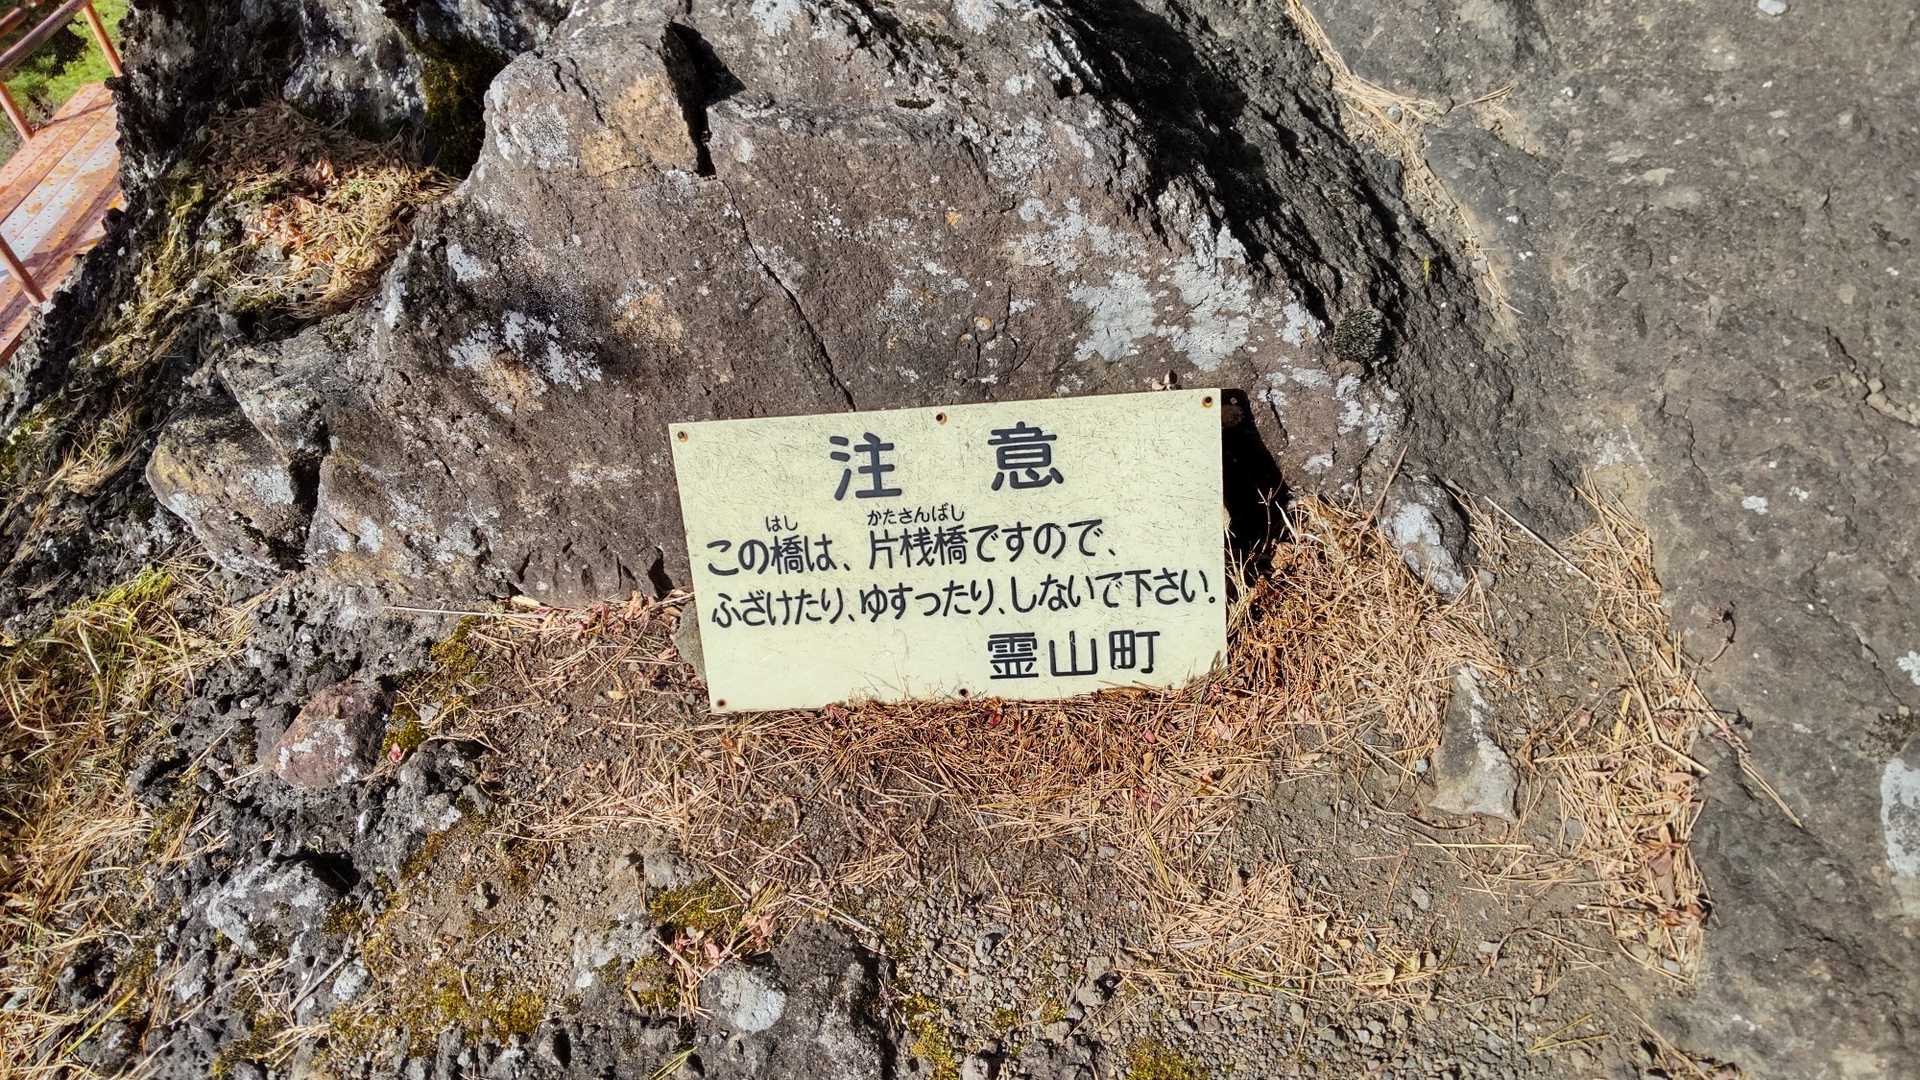 注意
はし かたさんばし
この橋は、片桟橋ですので、
ふざけたり、ゆすったり、しないで下さい。
霊山町